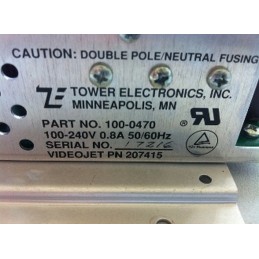 CAUTION: DOUBLE POLE/NEUTRAL FUSING
TOWER ELECTRONICS, INC.
MINNEAPOLIS, MN
PART NO. 100-0470
100-240V 0.8A 50/60Hz
SERIAL NO. 17216
VIDEOJET PN 207415